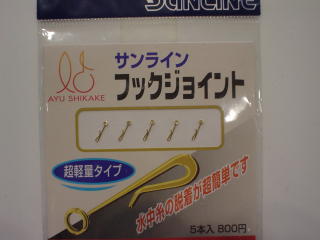 SUNLINE
AYU SHIKAKE
サンライン
フックジョイント
超軽量タイプ
水中糸の脱着が超簡単です
5本入 800円